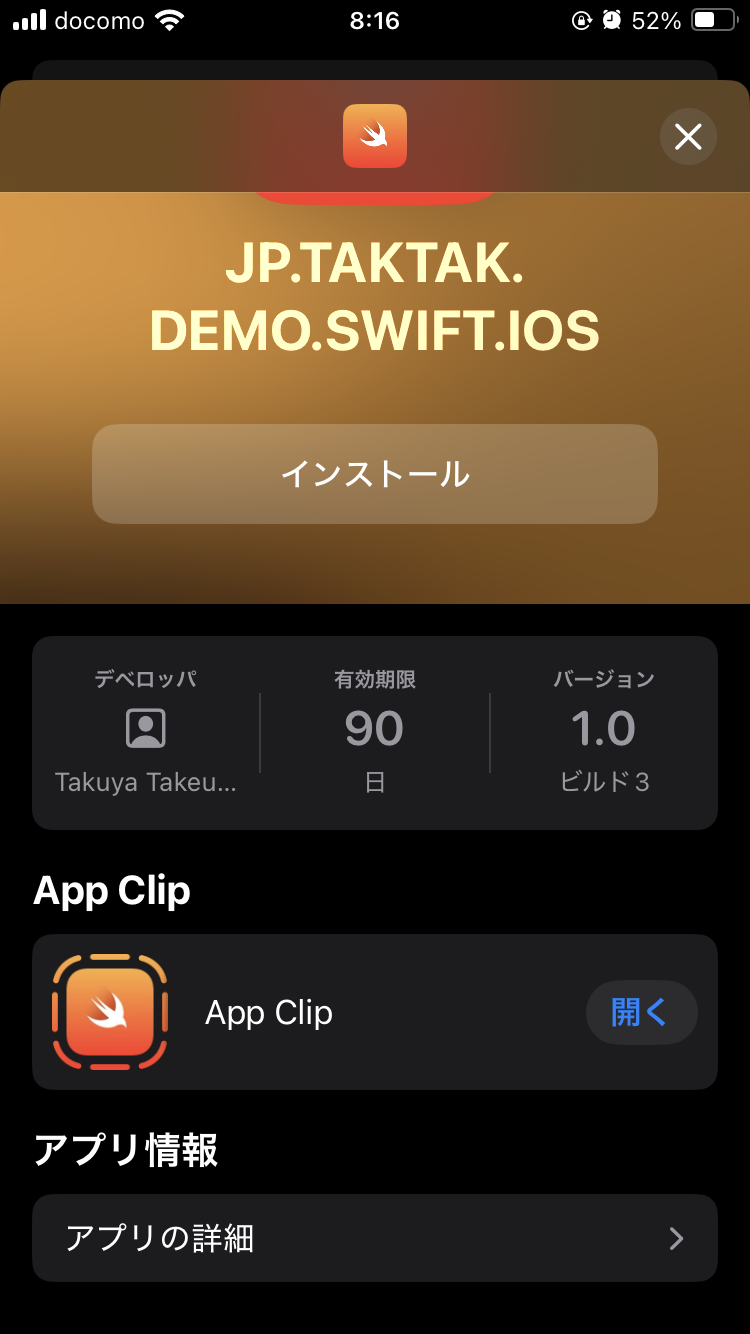 docomo 8:16 52%
JP.TAKTAK.
DEMO.SWIFT.IOS
インストール
デベロッパ 有効期限 バージョン
90 1.0
Takuya Takeu... 日 ビルド 3
App Clip
App Clip 開く
アプリ情報
アプリの詳細